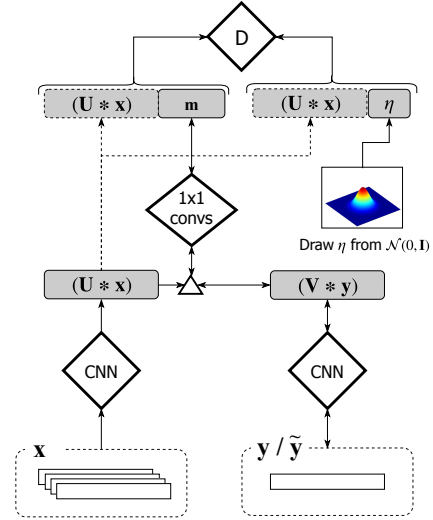 D
(U * x) m
(U * x) η
1x1
convs
Draw η from 𝒩(0, I)
(U * x)
(V * y)
CNN
CNN
x
y / ỹ